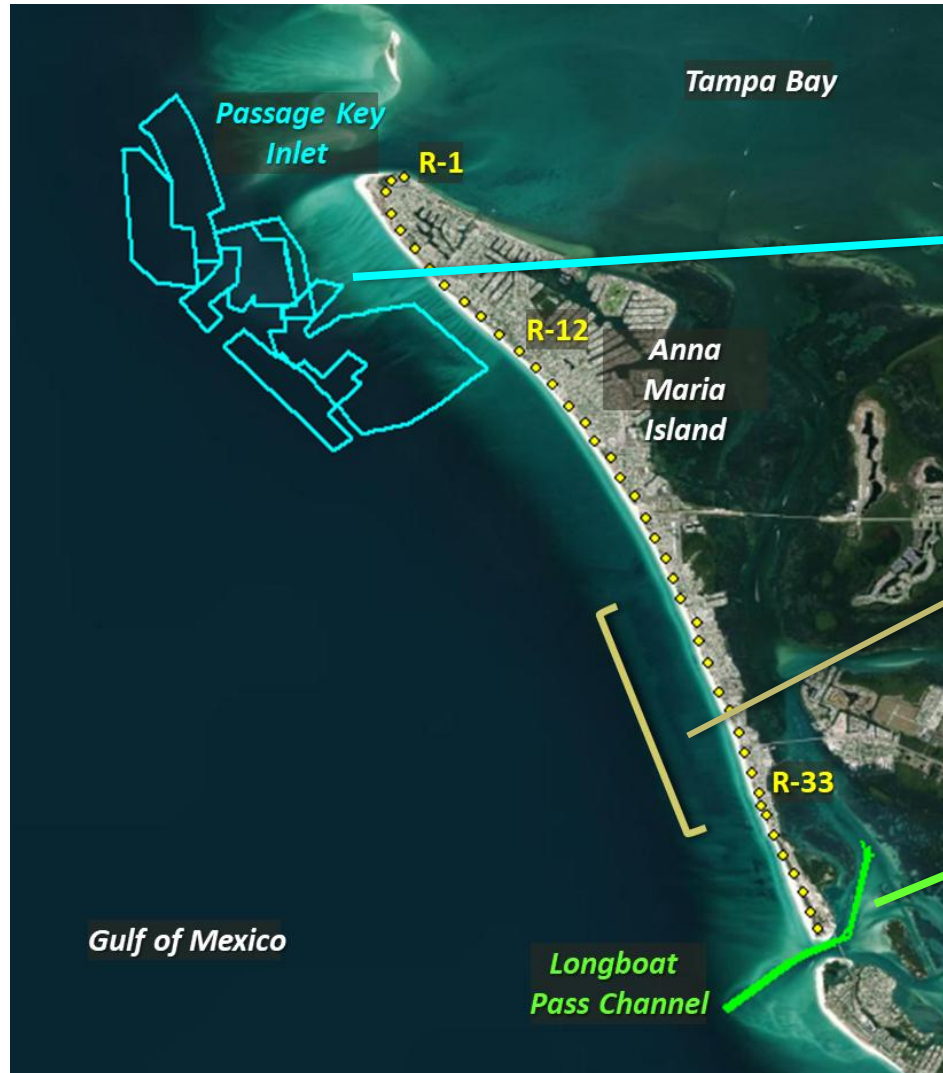 Tampa Bay
Passage Key
Inlet
R-1
R-12
Anna
Maria
Island
R-33
Gulf of Mexico
Longboat
Pass Channel